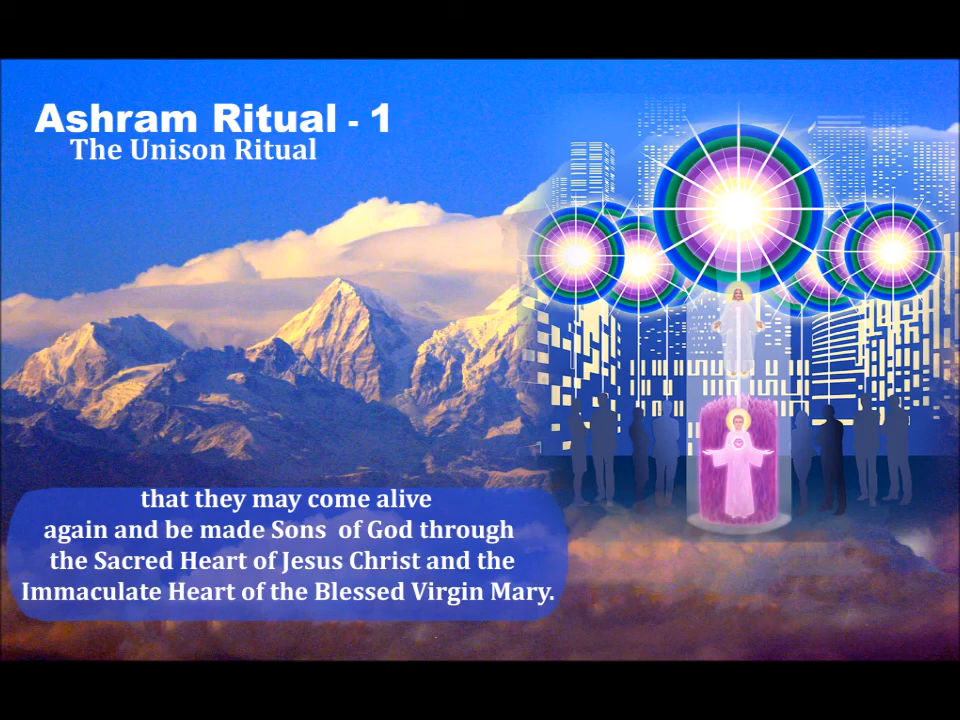 Ashram Ritual - 1
The Unison Ritual
that they may come alive
again and be made Sons of God through
the Sacred Heart of Jesus Christ and the
Immaculate Heart of the Blessed Virgin Mary.